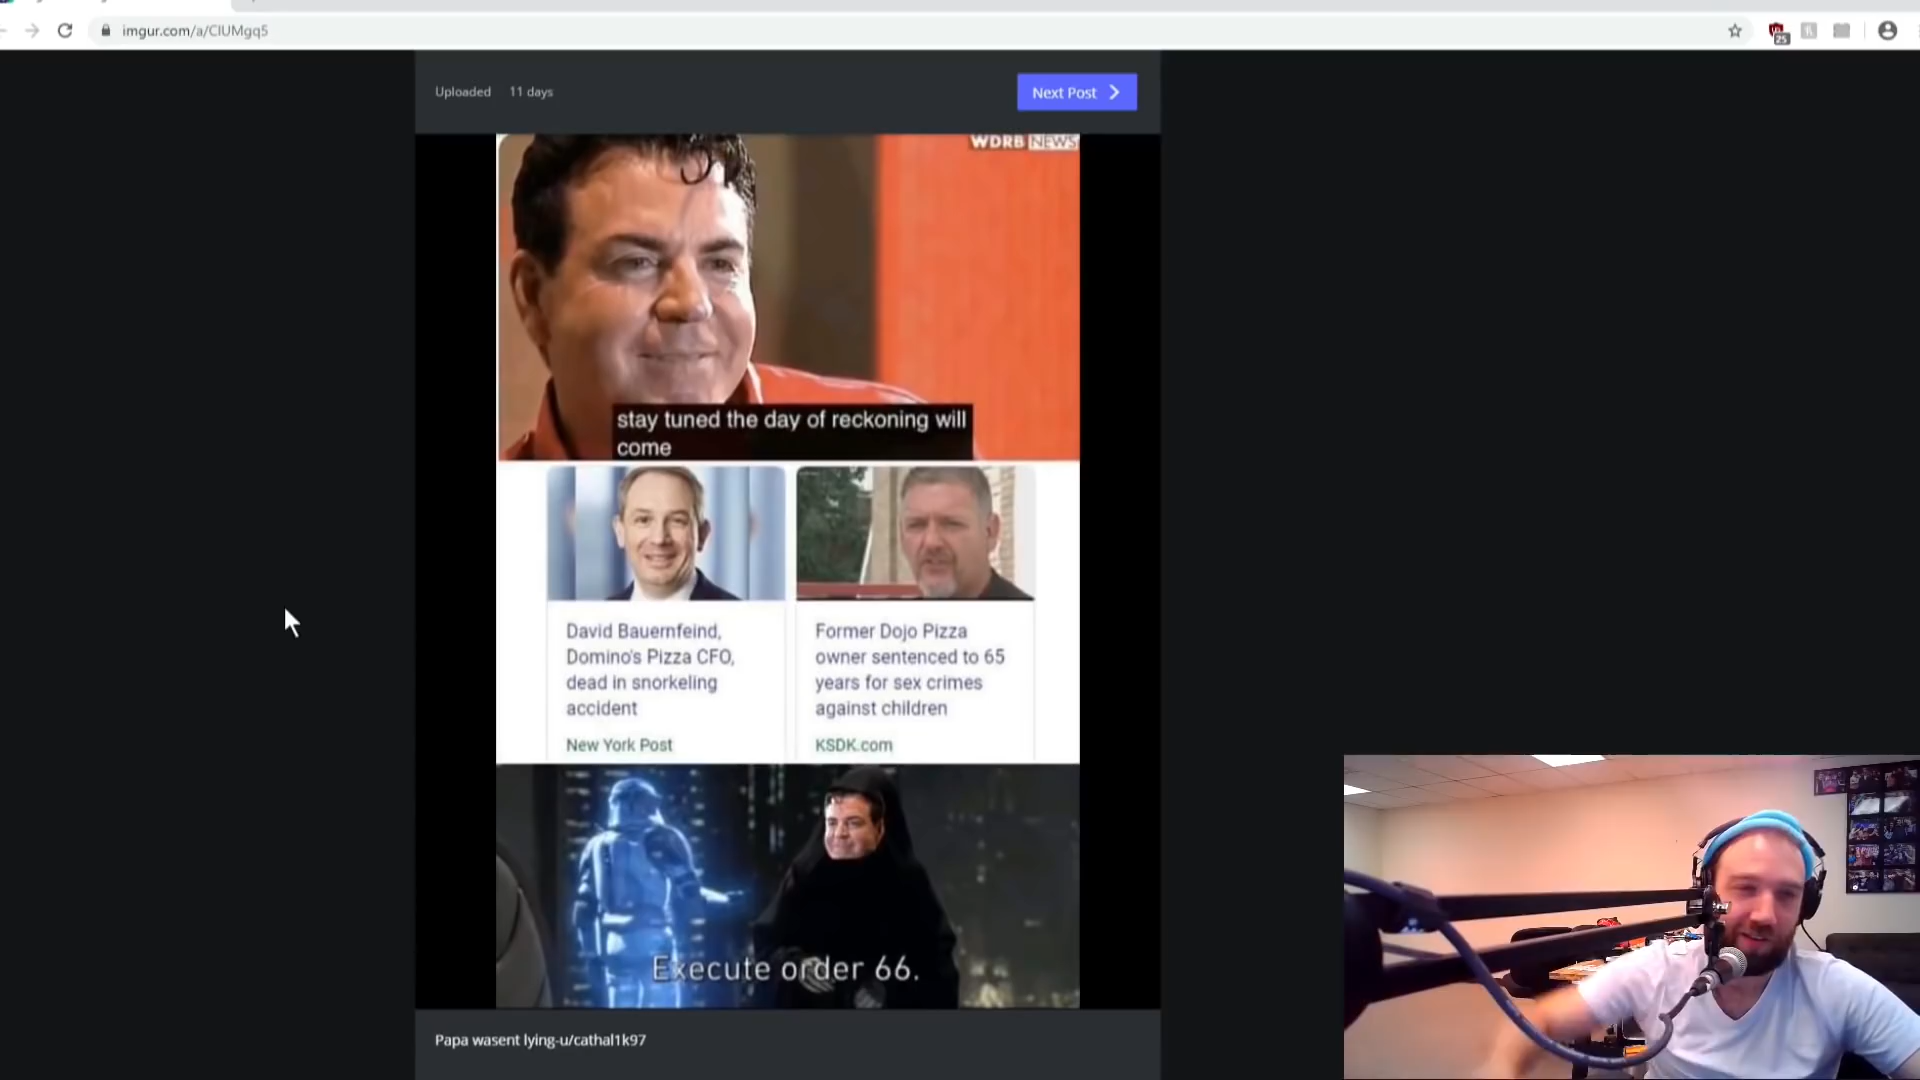 imgur.com/a/CIUMgq5
25
Uploaded 11 days
Next Post
WDRB NEWS
stay tuned the day of reckoning will
come
David Bauernfeind,
Domino's Pizza CFO,
dead in snorkeling
accident
New York Post
Former Dojo Pizza
owner sentenced to 65
years for sex crimes
against children
KSDK.com
Execute order 66.
Papa wasent lying-u/cathal1k97